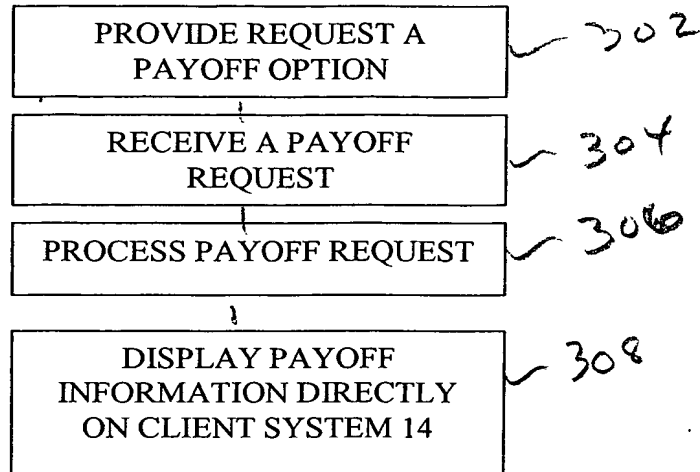 PROVIDE REQUEST A
PAYOFF OPTION
302
RECEIVE A PAYOFF
REQUEST
304
PROCESS PAYOFF REQUEST
306
DISPLAY PAYOFF
INFORMATION DIRECTLY
ON CLIENT SYSTEM 14
308